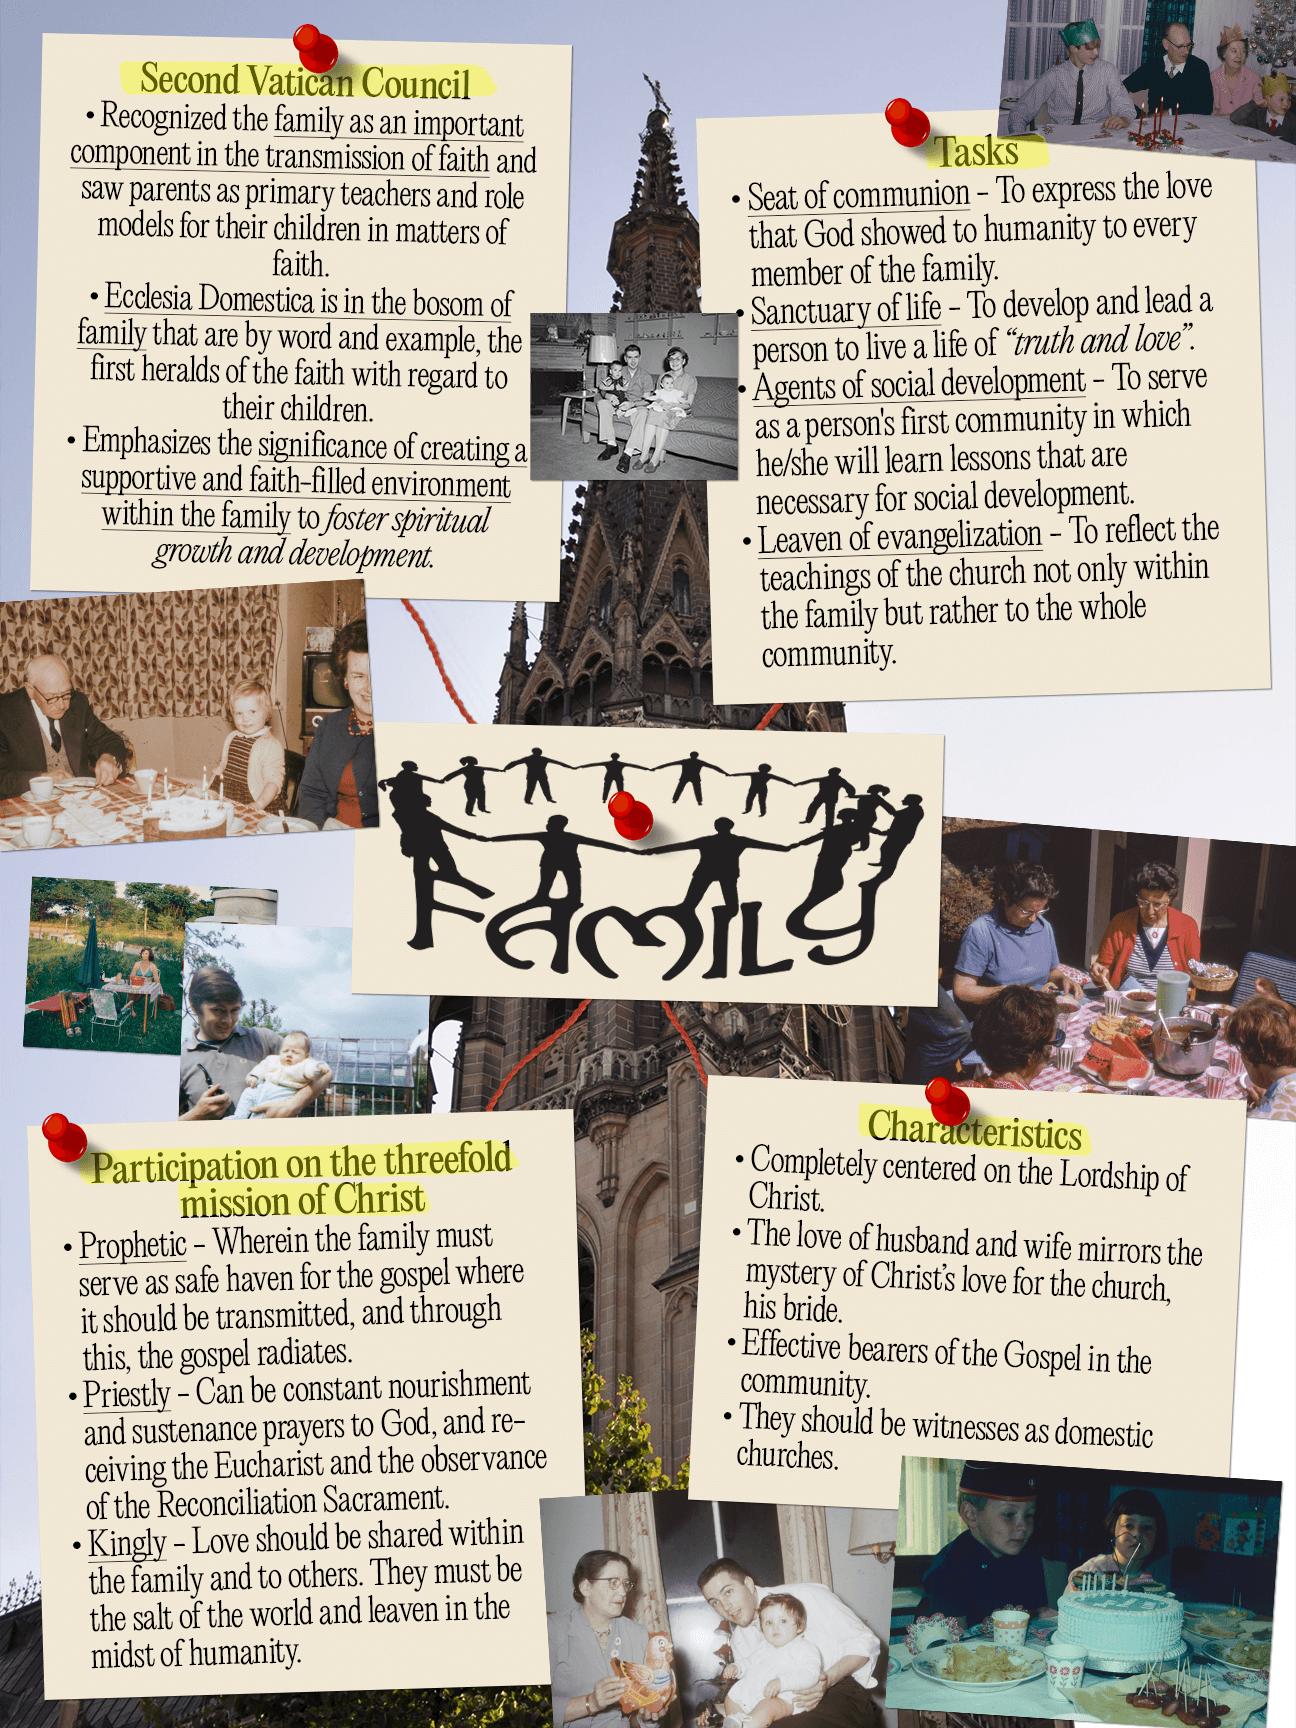 Second Vatican Council
• Recognized the family as an important
component in the transmission of faith and
saw parents as primary teachers and role
models for their children in matters of
faith.
• Ecclesia Domestica is in the bosom of
family that are by word and example, the
first heralds of the faith with regard to
their children.
• Emphasizes the significance of creating a
supportive and faith-filled environment
within the family to foster spiritual
growth and development.
Tasks
• Seat of communion - To express the love
that God showed to humanity to every
member of the family.
• Sanctuary of life - To develop and lead a
person to live a life of “truth and love”.
• Agents of social development - To serve
as a person's first community in which
he/she will learn lessons that are
necessary for social development.
• Leaven of evangelization - To reflect the
teachings of the church not only within
the family but rather to the whole
community.
FAMILY
Participation on the threefold
mission of Christ
• Prophetic - Wherein the family must
serve as safe haven for the gospel where
it should be transmitted, and through
this, the gospel radiates.
• Priestly - Can be constant nourishment
and sustenance prayers to God, and re-
ceiving the Eucharist and the observance
of the Reconciliation Sacrament.
• Kingly - Love should be shared within
the family and to others. They must be
the salt of the world and leaven in the
midst of humanity.
Characteristics
• Completely centered on the Lordship of
Christ.
• The love of husband and wife mirrors the
mystery of Christ’s love for the church,
his bride.
• Effective bearers of the Gospel in the
community.
• They should be witnesses as domestic
churches.